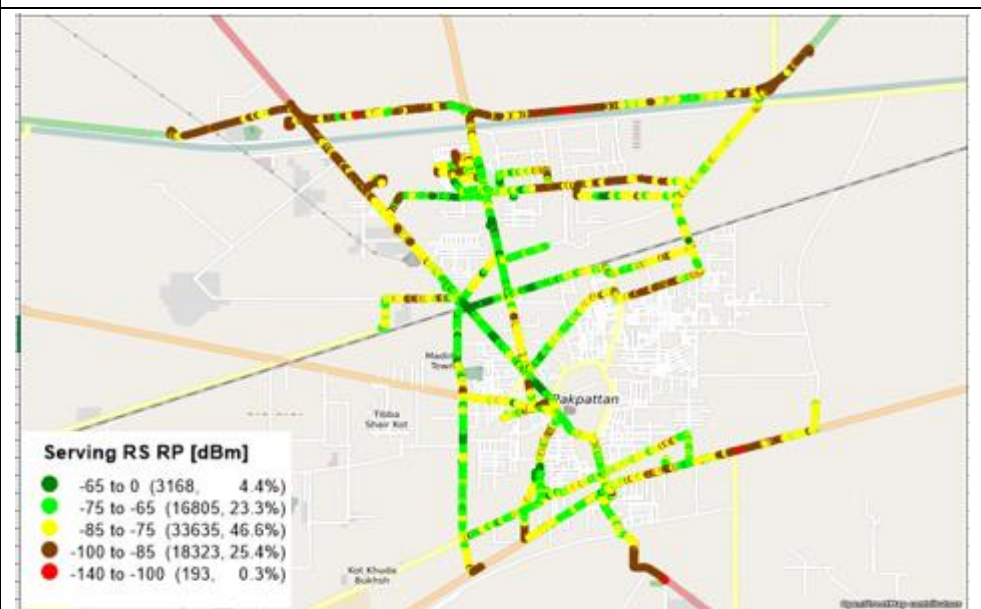 Madina
Town
Pakpattan
Tibba
Shair Kot
Serving RS RP [dBm]
-65 to 0 (3168, 4.4%)
-75 to -65 (16805, 23.3%)
-85 to -75 (33635, 46.6%)
-100 to -85 (18323, 25.4%)
-140 to -100 (193, 0.3%)
Kot Khuda
Bukhsh
OpenStreetMap contributors